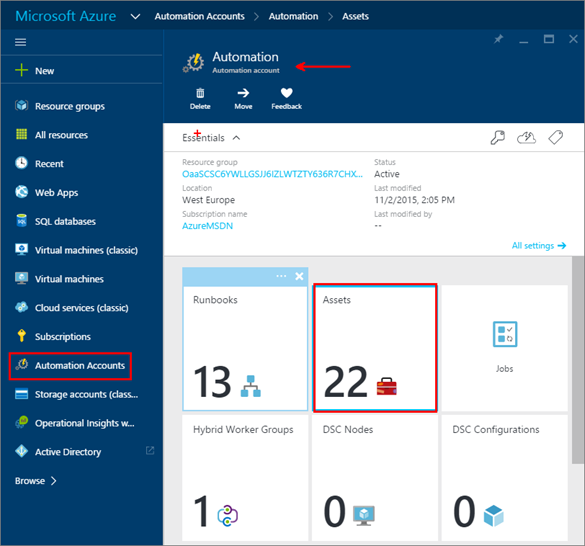 Microsoft Azure Automation Accounts Automation Assets
New
Resource groups
All resources
Recent
Web Apps
SQL databases
Virtual machines (classic)
Virtual machines
Cloud services (classic)
Subscriptions
Automation Accounts
Storage accounts (class...
Operational Insights w...
Active Directory
Browse
Automation
Automation account
Delete Move Feedback
Essentials
Resource group
OaaSCSC6YWLLGSJJ6IZLWTZTY636R7CHX...
Location
West Europe
Subscription name
AzureMSDN
Status
Active
Last modified
11/2/2015, 2:05 PM
Last modified by
--
All settings
Runbooks
13
Assets
22
Jobs
Hybrid Worker Groups
1
DSC Nodes
0
DSC Configurations
0